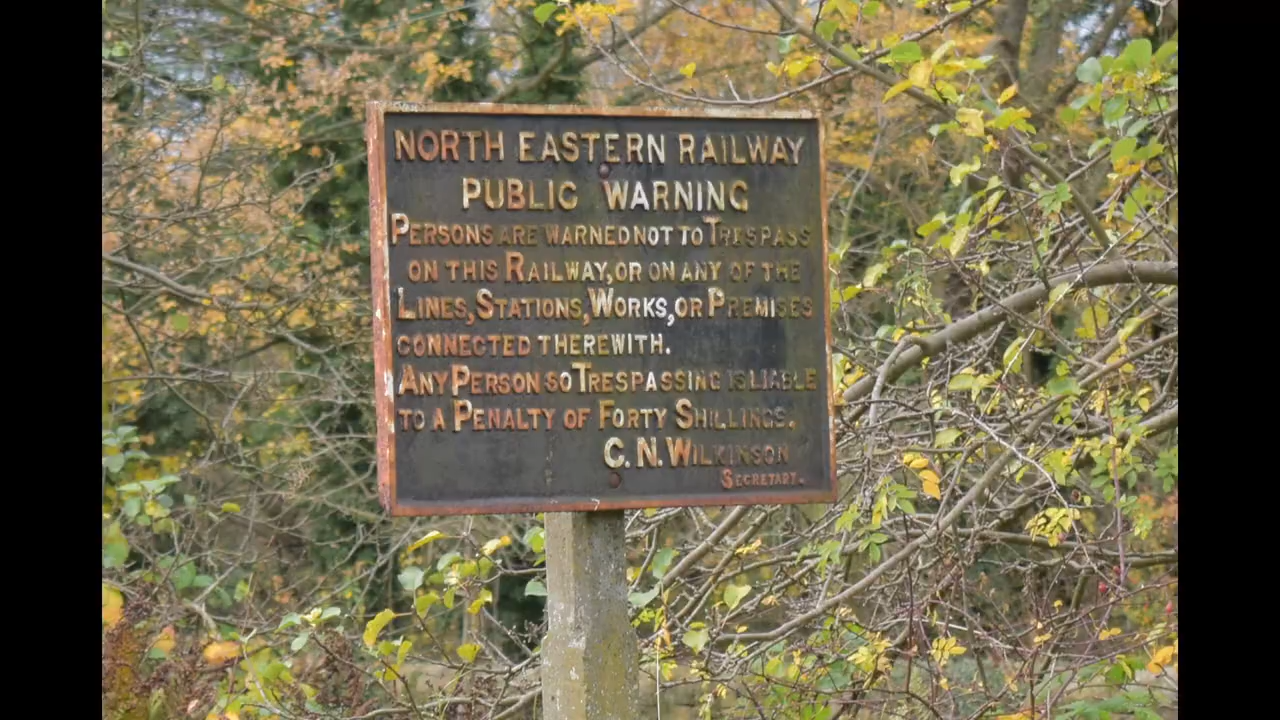 NORTH EASTERN RAILWAY
PUBLIC WARNING
PERSONS ARE WARNED NOT TO TRESPASS
ON THIS RAILWAY, OR ON ANY OF THE
LINES, STATIONS, WORKS, OR PREMISES
CONNECTED THEREWITH.
ANY PERSON SO TRESPASSING IS LIABLE
TO A PENALTY OF FORTY SHILLINGS.
C. N. WILKINSON
SECRETARY.